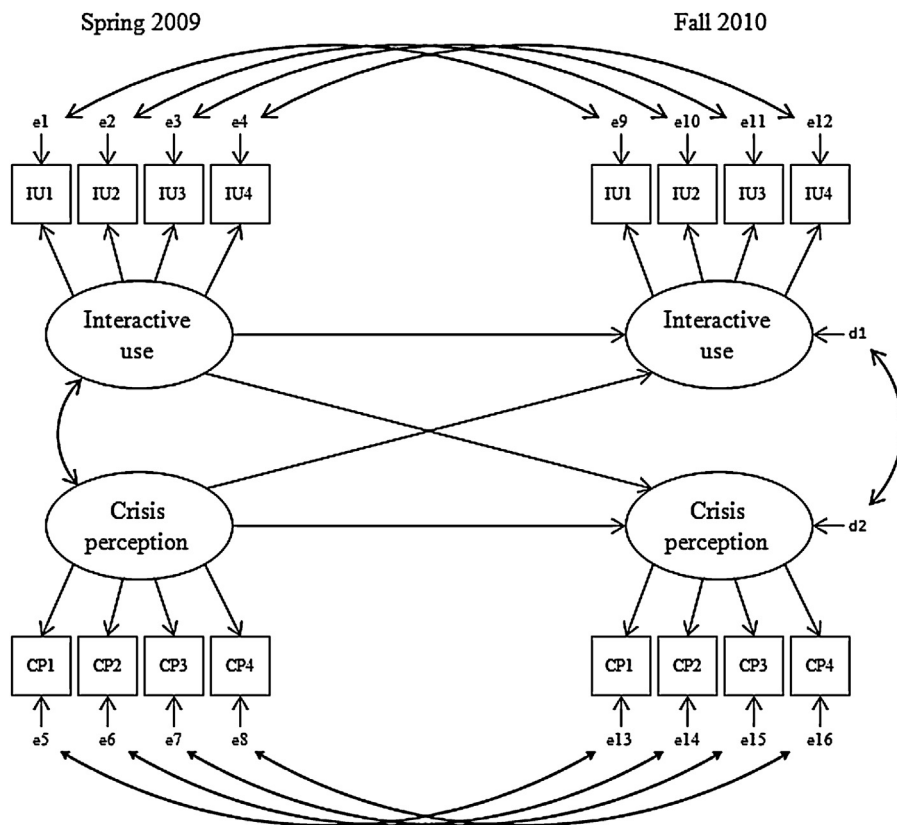 Spring 2009 Fall 2010
e1 e2 e3 e4 e9 e10 e11 e12
IU1 IU2 IU3 IU4 IU1 IU2 IU3 IU4
Interactive
use
Interactive
use
d1
Crisis
perception
Crisis
perception
d2
CP1 CP2 CP3 CP4 CP1 CP2 CP3 CP4
e5 e6 e7 e8 e13 e14 e15 e16